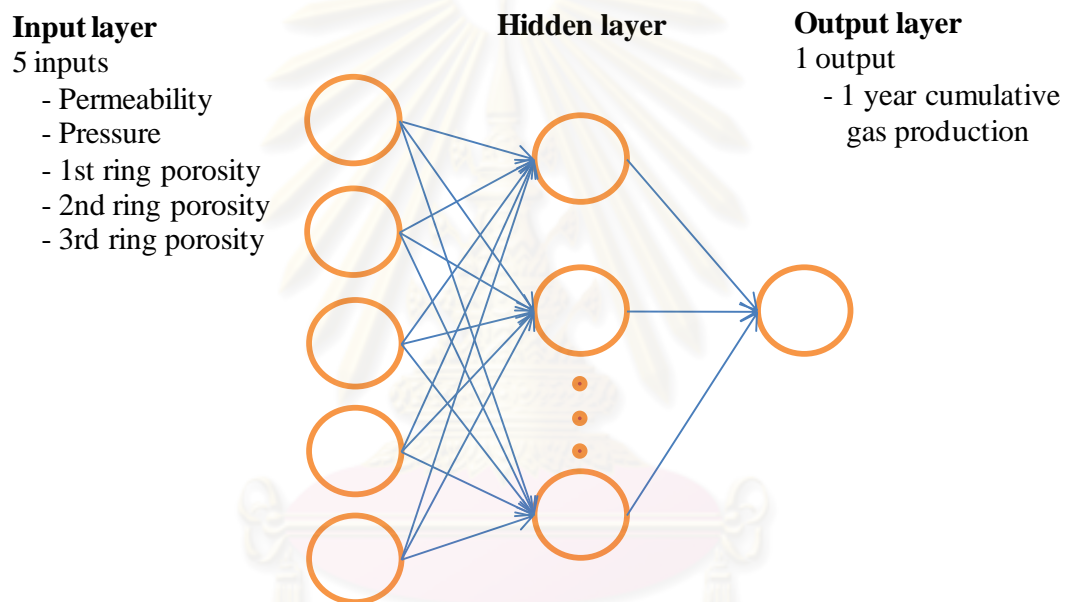 Input layer
5 inputs
- Permeability
- Pressure
- 1st ring porosity
- 2nd ring porosity
- 3rd ring porosity
Hidden layer
Output layer
1 output
- 1 year cumulative
gas production